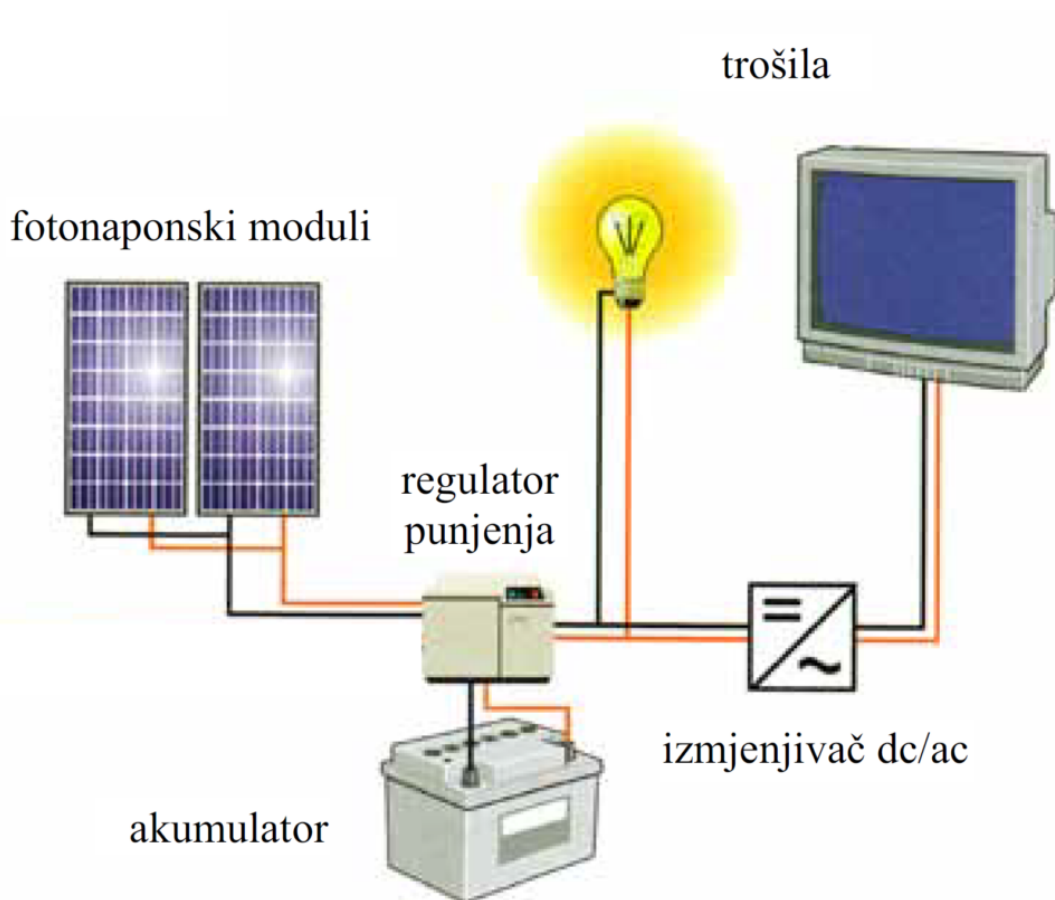 trošila
fotonaponski moduli
regulator
punjenja
izmjenjivač dc/ac
akumulator